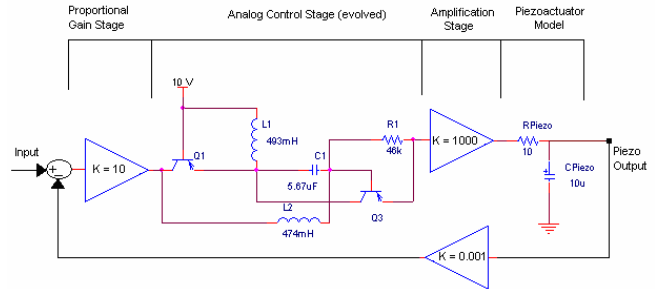 Proportional
Gain Stage
Analog Control Stage (evolved)
Amplification
Stage
Piezoactuator
Model
10 V
L1
493mH
R1
46k
K = 1000
RPiezo
10
Input
K = 10
Q1
C1
5.67uF
Piezo
Output
CPiezo
10u
Q3
L2
474mH
K = 0.001